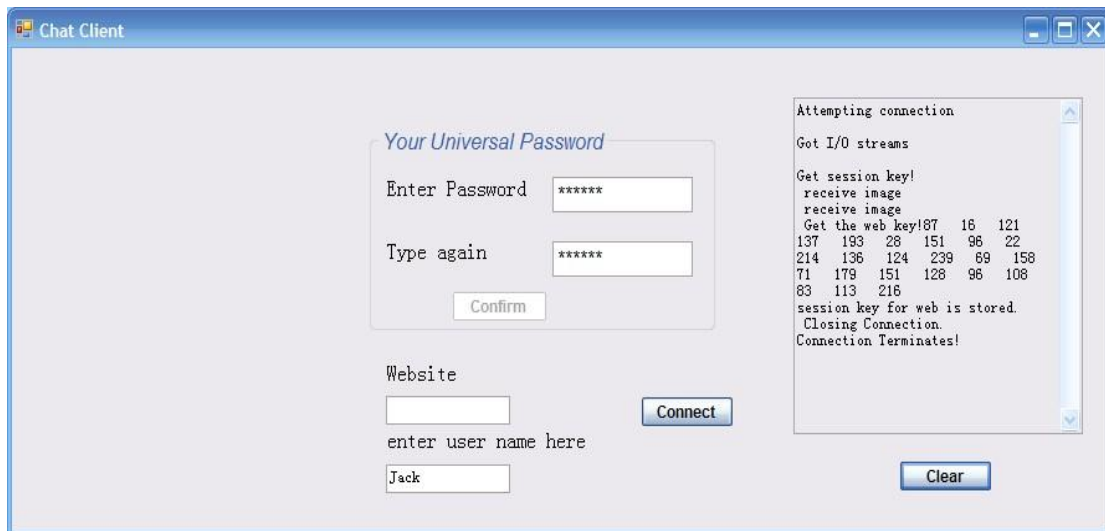 Chat Client
Your Universal Password
Enter Password
******
Type again
******
Confirm
Website
Connect
enter user name here
Jack
Attempting connection
Got I/O streams
Get session key!
receive image
receive image
Get the web key!87 16 121
137 193 28 151 96 22
214 136 124 239 69 158
71 179 151 128 96 108
83 113 216
session key for web is stored.
Closing Connection.
Connection Terminates!
Clear